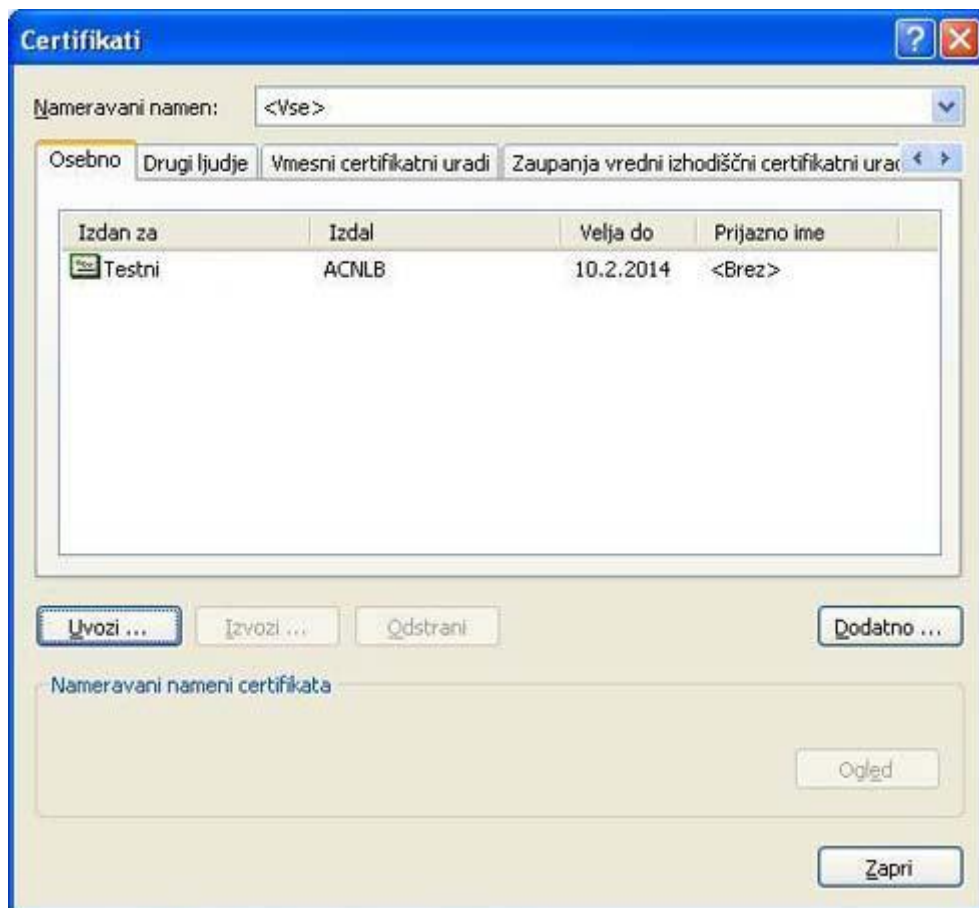 Certifikati
Nameravani namen: <Vse>
Osebno Drugi ljudje Vmesni certifikatni uradi Zaupanja vredni izhodiščni certifikatni urad
Izdan za Izdal Velja do Prijazno ime
Testni ACNLB 10.2.2014 <Brez>
Uvozi ... Izvozi ... Odstrani Dodatno ...
Nameravani nameni certifikata
Ogled
Zapri